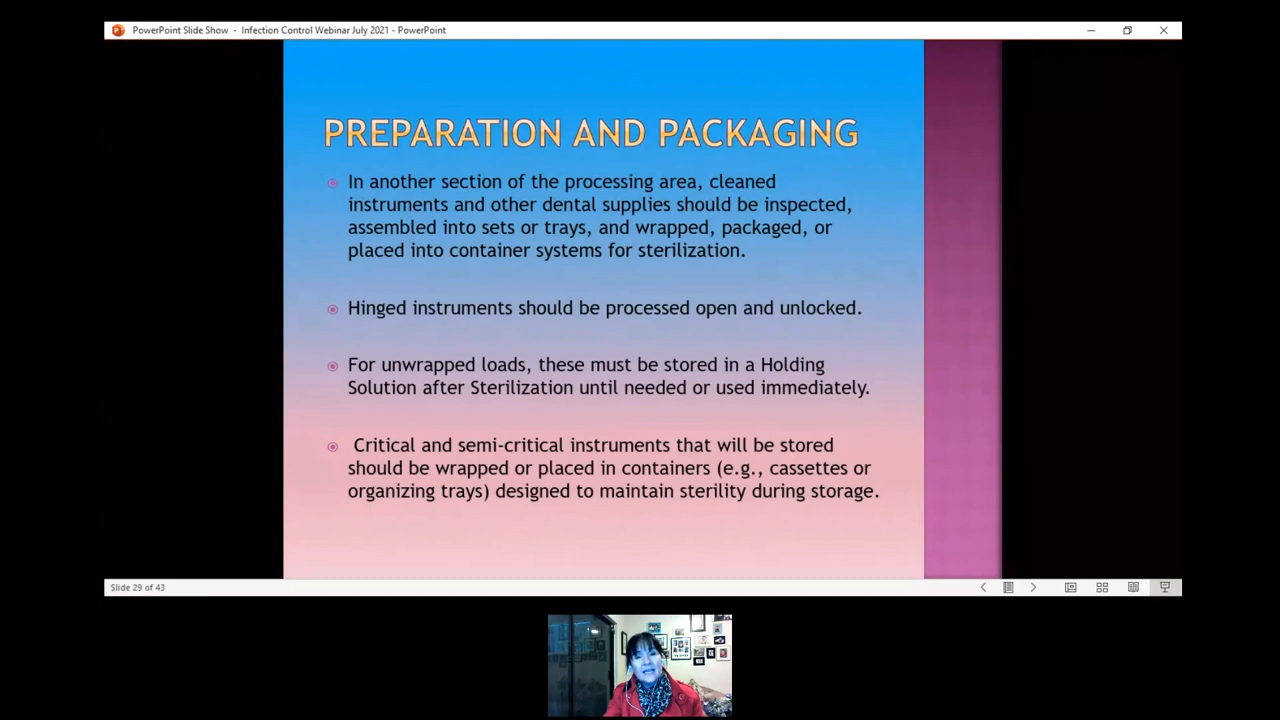 PowerPoint Slide Show - Infection Control Webinar July 2021 - PowerPoint
PREPARATION AND PACKAGING
In another section of the processing area, cleaned
instruments and other dental supplies should be inspected,
assembled into sets or trays, and wrapped, packaged, or
placed into container systems for sterilization.
Hinged instruments should be processed open and unlocked.
For unwrapped loads, these must be stored in a Holding
Solution after Sterilization until needed or used immediately.
Critical and semi-critical instruments that will be stored
should be wrapped or placed in containers (e.g., cassettes or
organizing trays) designed to maintain sterility during storage.
Slide 29 of 43